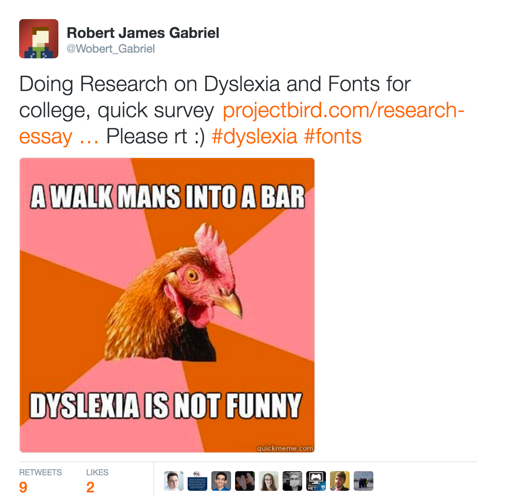 Robert James Gabriel
@Wobert_Gabriel
Doing Research on Dyslexia and Fonts for
college, quick survey projectbird.com/research-
essay … Please rt :) #dyslexia #fonts
A WALK MANS INTO A BAR
DYSLEXIA IS NOT FUNNY
quickmeme.com
RETWEETS LIKES
9 2